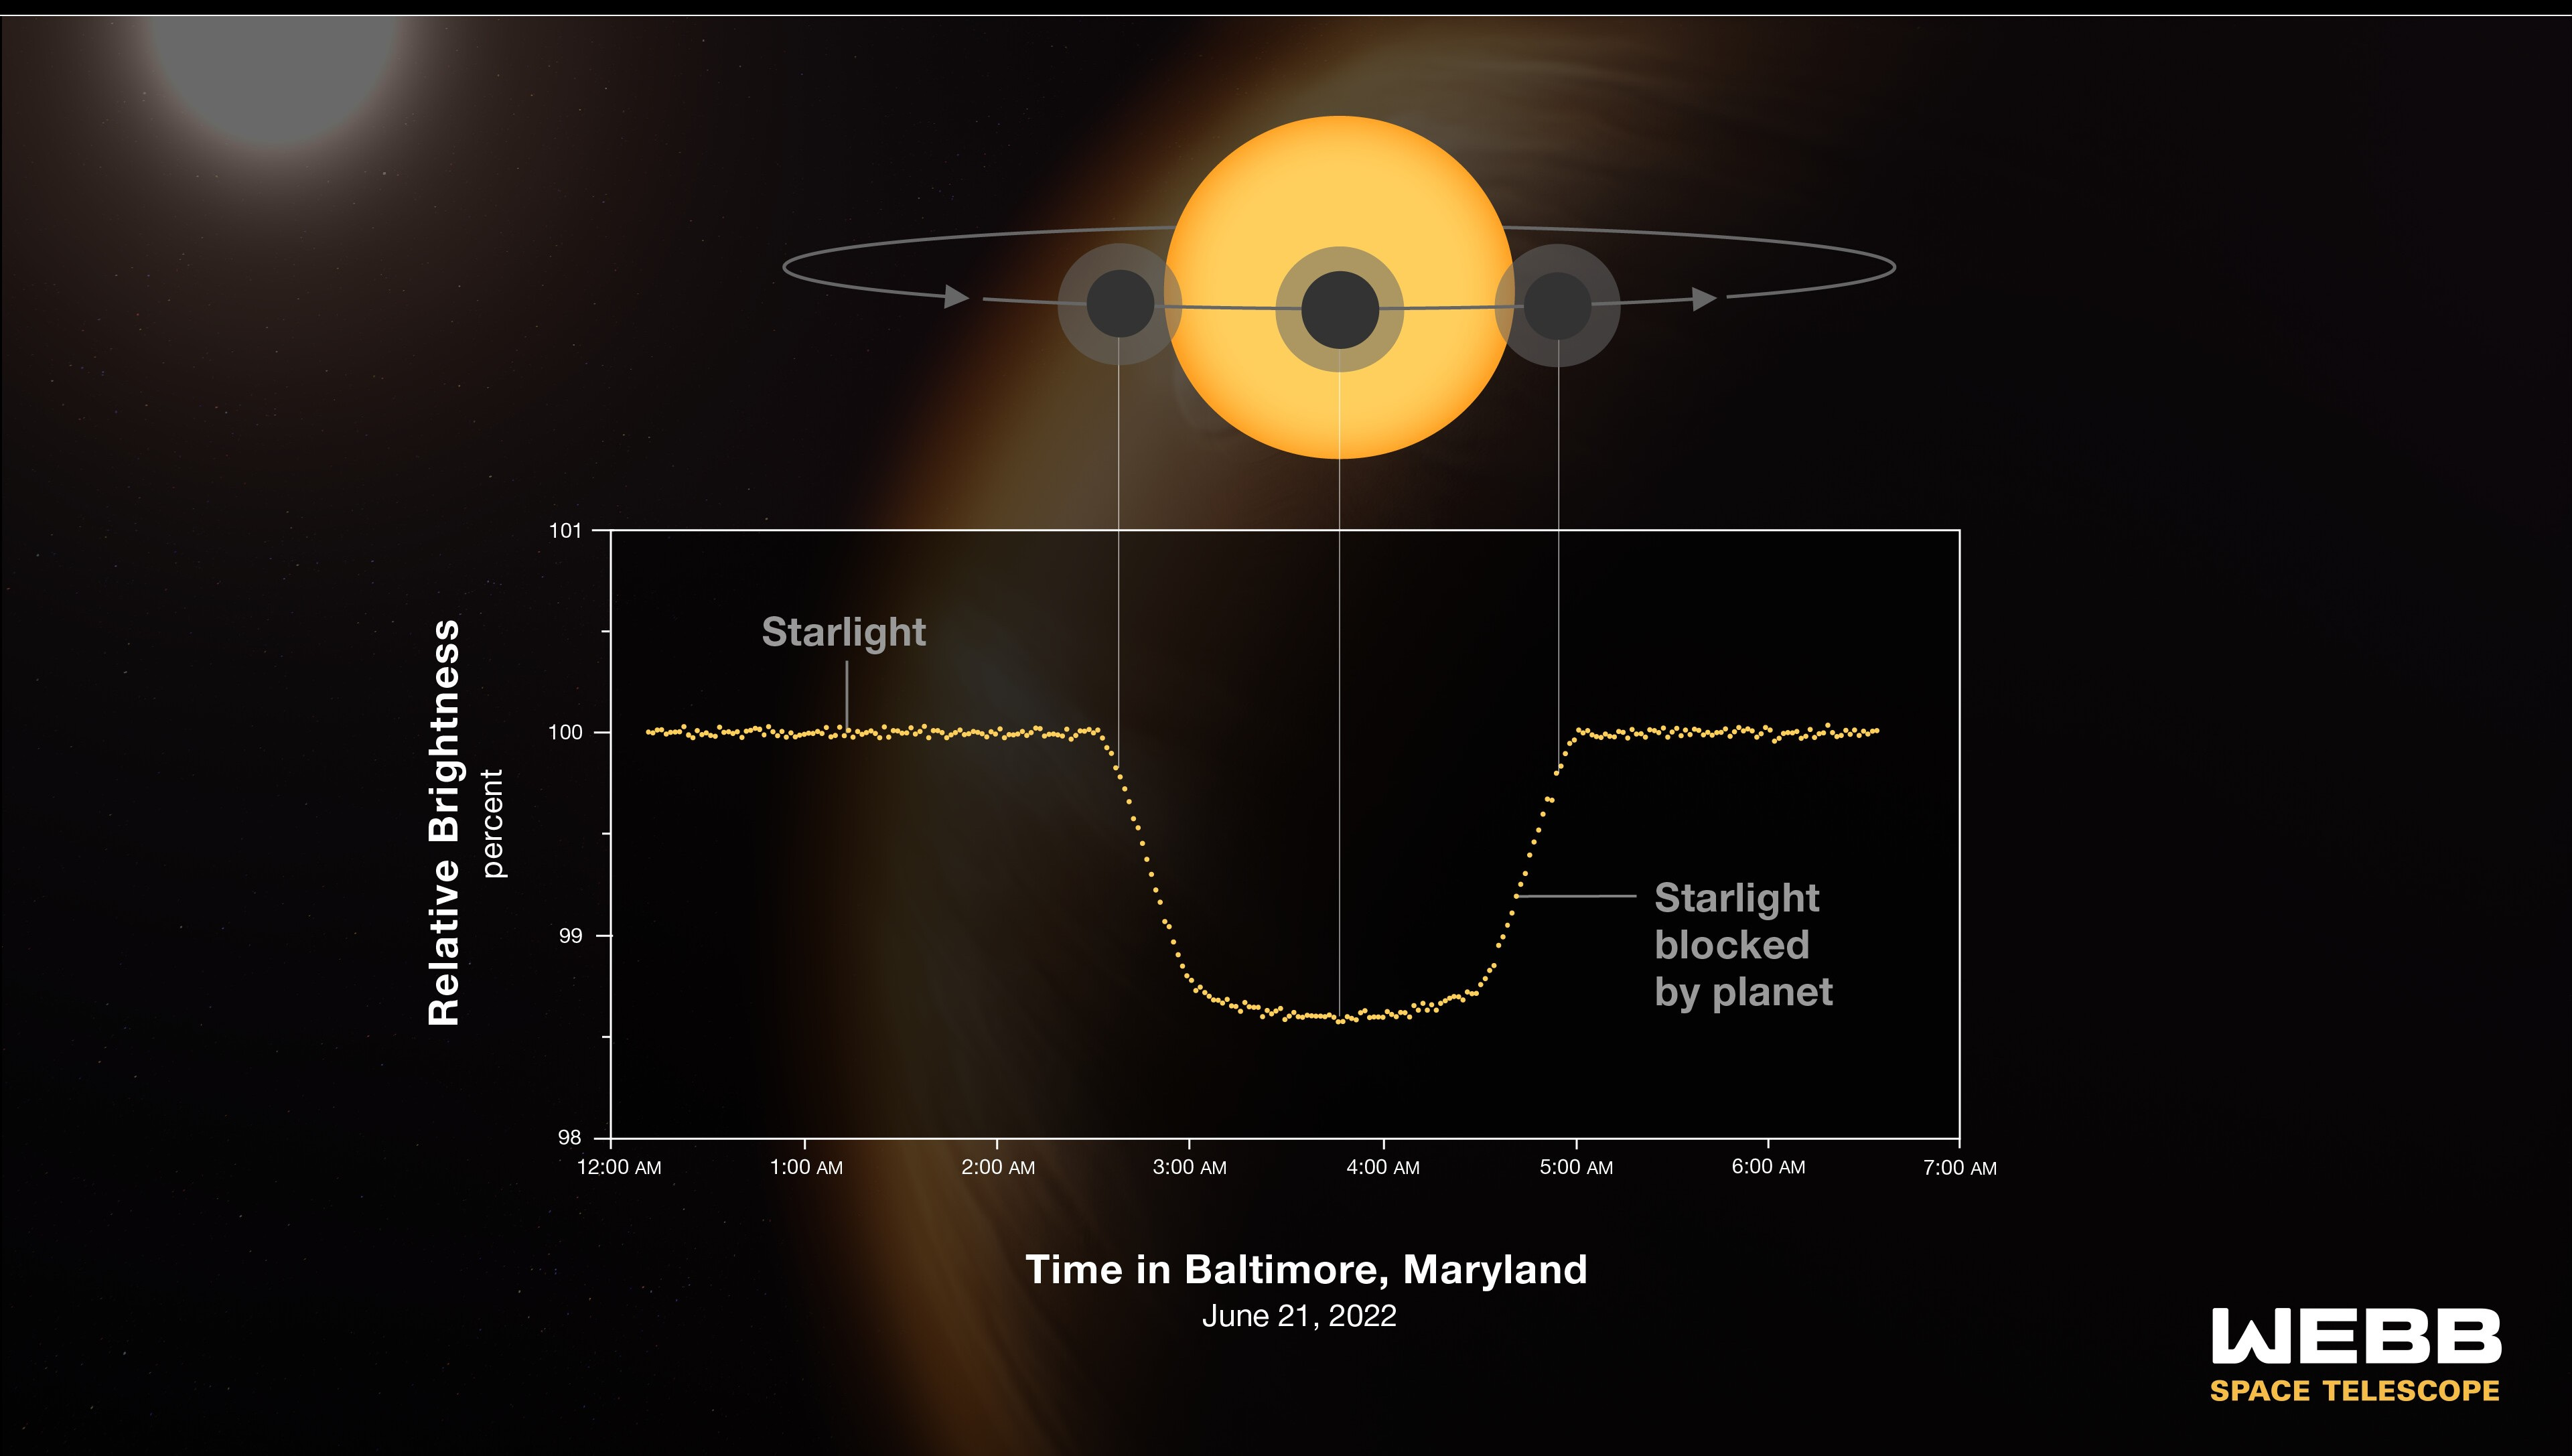 101
Starlight
100
Relative Brightness
percent
Starlight
blocked
by planet
99
98
12:00 AM 1:00 AM 2:00 AM 3:00 AM 4:00 AM 5:00 AM 6:00 AM 7:00 AM
Time in Baltimore, Maryland
June 21, 2022
WEBB
SPACE TELESCOPE